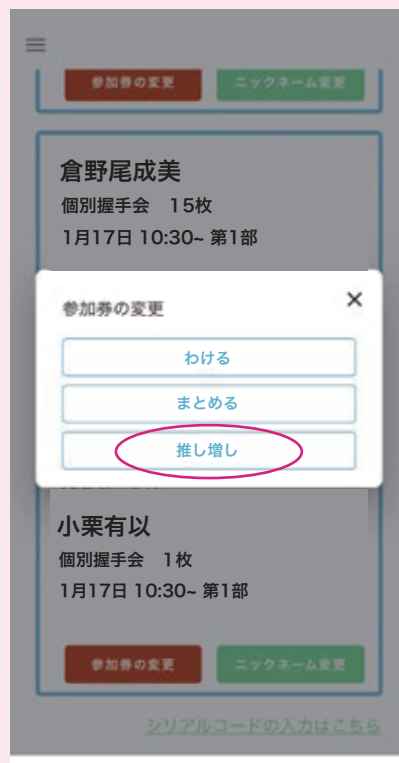 参加券の変更
ニックネーム変更
倉野尾成美
個別握手会 15枚
1月17日 10:30~ 第1部
参加券の変更
×
わける
まとめる
推し増し
小栗有以
個別握手会 1枚
1月17日 10:30~ 第1部
参加券の変更
ニックネーム変更
シリアルコードの入力はこちら